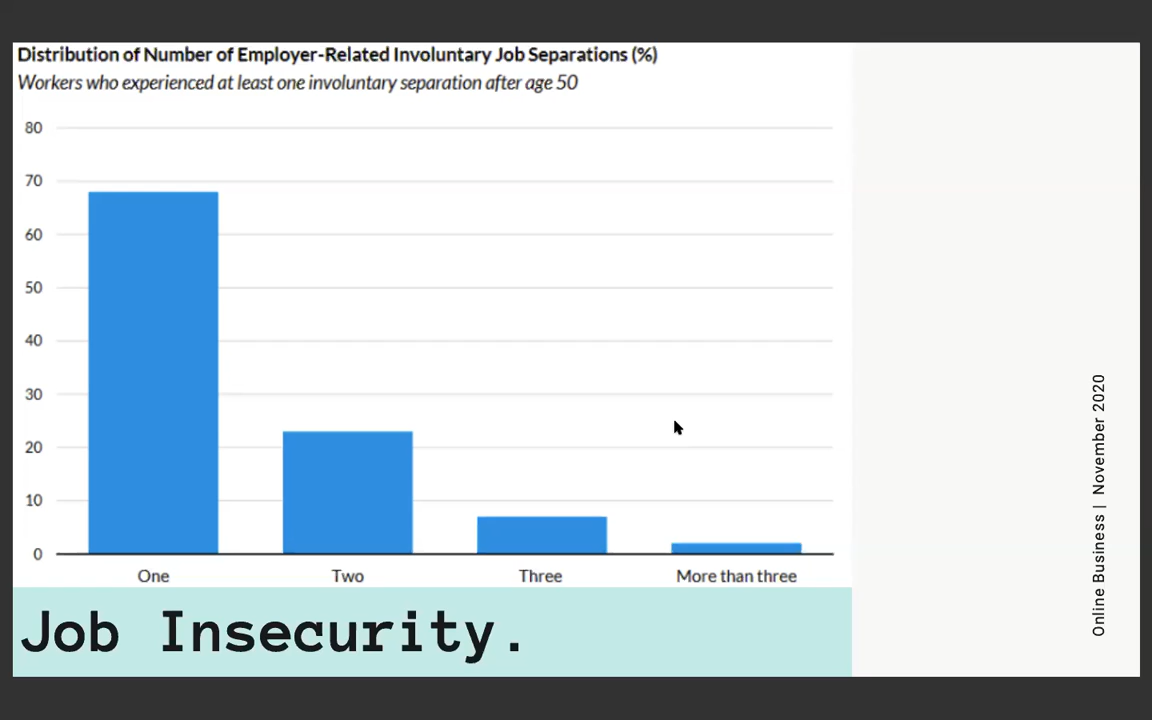 Distribution of Number of Employer-Related Involuntary Job Separations (%)
Workers who experienced at least one involuntary separation after age 50
80
70
60
50
40
30
20
10
0
One Two Three More than three
Job Insecurity.
Online Business | November 2020